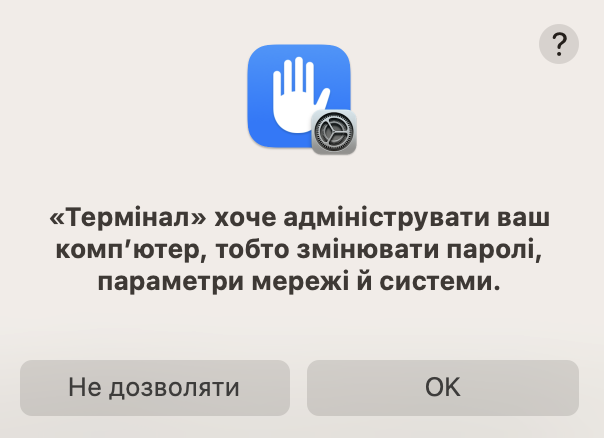 ?
«Термінал» хоче адмініструвати ваш
комп’ютер, тобто змінювати паролі,
параметри мережі й системи.
Не дозволяти
OK